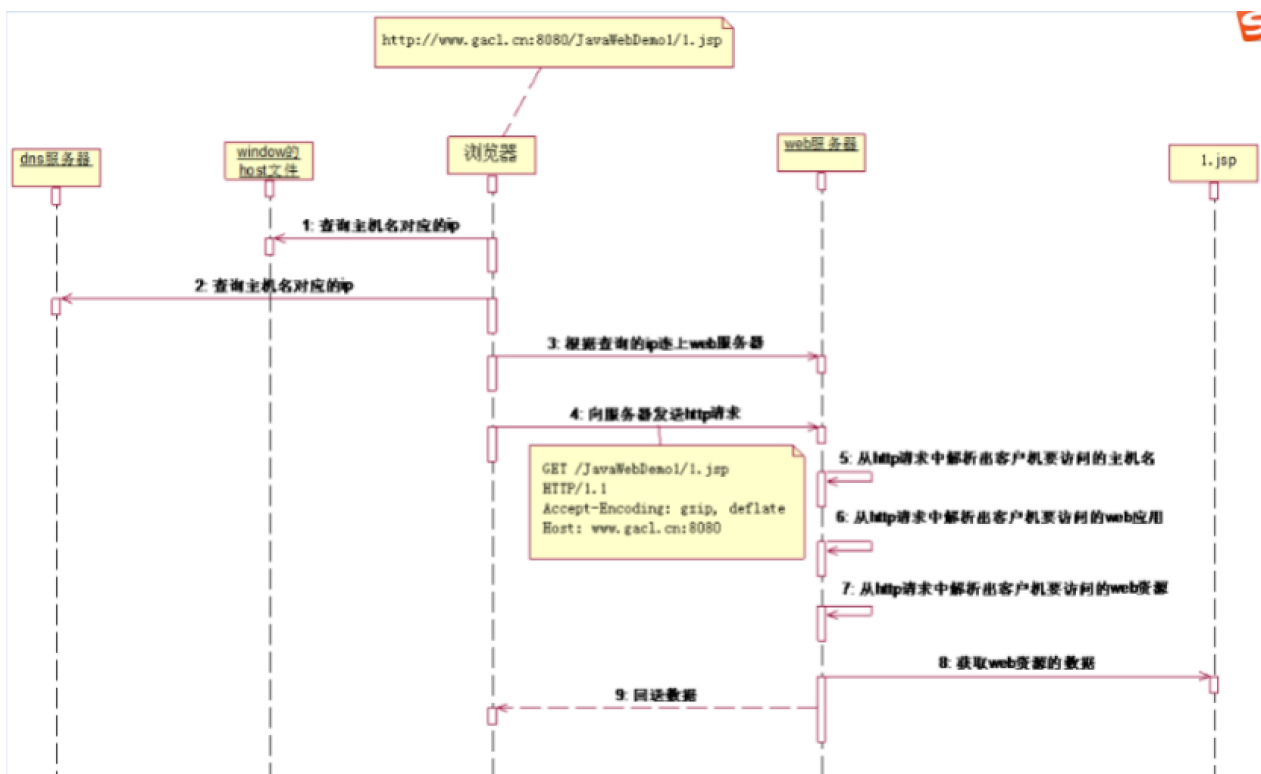 http://www.gacl.cn:8080/JavaWebDemo1/1.jsp
dns服务器
window的
host文件
浏览器
web服务器
1.jsp
1: 查询主机名对应的ip
2: 查询主机名对应的ip
3: 根据查询的ip连上web服务器
4: 向服务器发送http请求
GET /JavaWebDemo1/1.jsp
HTTP/1.1
Accept-Encoding: gzip, deflate
Host: www.gacl.cn:8080
5: 从http请求中解析出客户机要访问的主机名
6: 从http请求中解析出客户机要访问的web应用
7: 从http请求中解析出客户机要访问的web资源
8: 获取web资源的数据
9: 回送数据